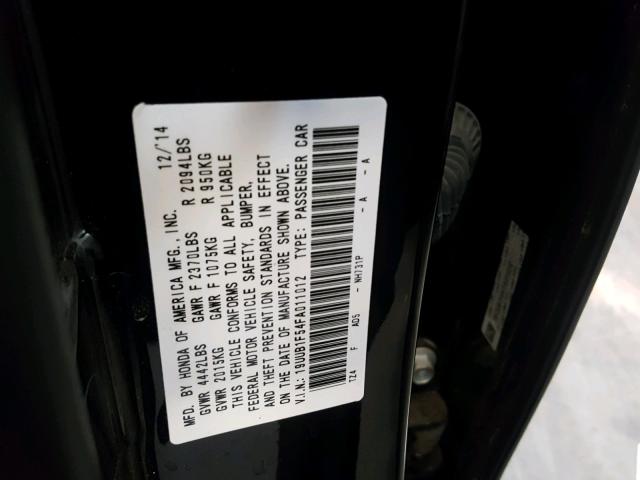 MFD. BY HONDA OF AMERICA MFG., INC. 12/14
GVWR 4442LBS GAWR F 2370LBS R 2094LBS
GVWR 2015KG GAWR F 1075KG R 950KG
THIS VEHICLE CONFORMS TO ALL APPLICABLE
FEDERAL MOTOR VEHICLE SAFETY, BUMPER,
AND THEFT PREVENTION STANDARDS IN EFFECT
ON THE DATE OF MANUFACTURE SHOWN ABOVE.
V.I.N.: 19UUB1F54FA011012 TYPE: PASSENGER CAR
TZ4 F AD5 NH731P - A - A